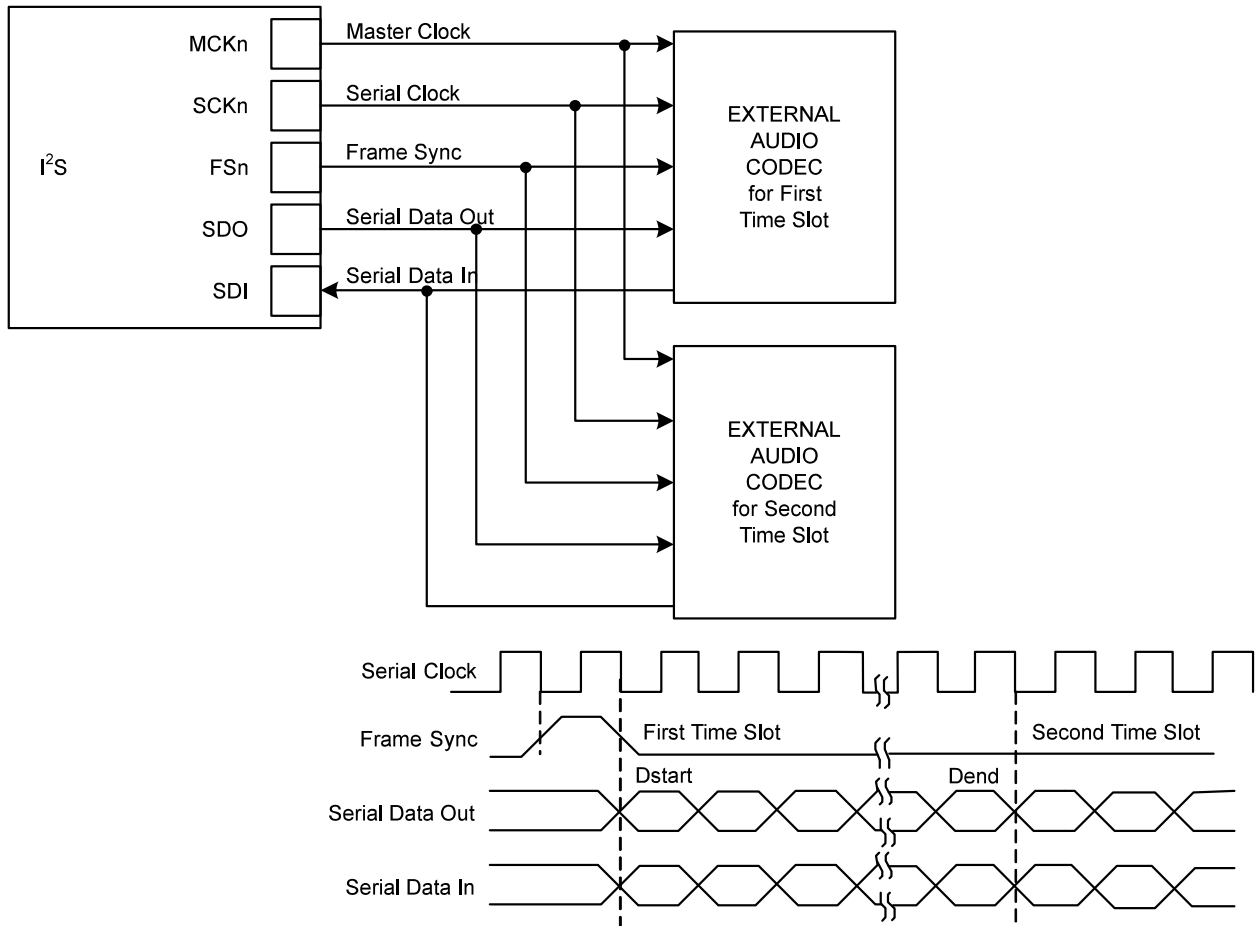 MCKn
Master Clock
SCKn
Serial Clock
I²S
FSn
Frame Sync
SDO
Serial Data Out
SDI
Serial Data In
EXTERNAL
AUDIO
CODEC
for First
Time Slot
EXTERNAL
AUDIO
CODEC
for Second
Time Slot
Serial Clock
Frame Sync
First Time Slot
Second Time Slot
Dstart
Dend
Serial Data Out
Serial Data In